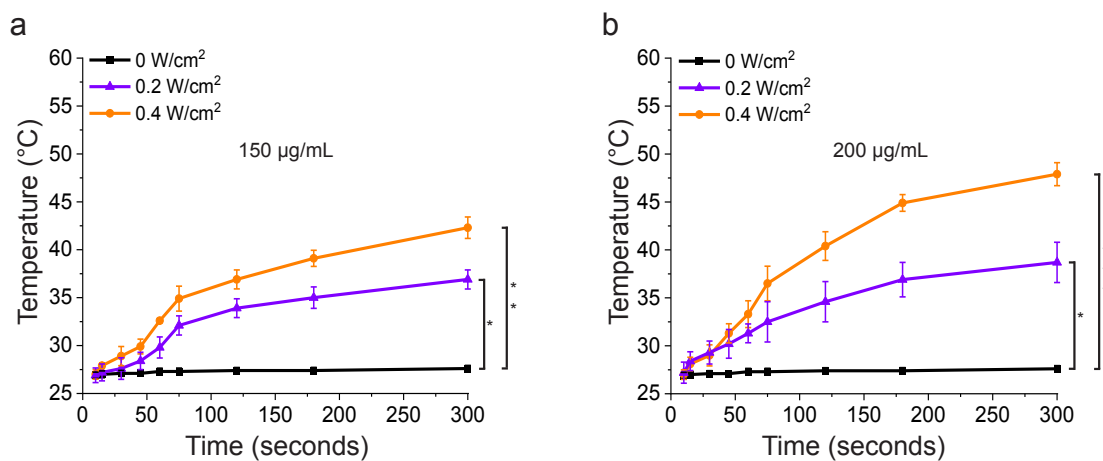 a
0 W/cm²
0.2 W/cm²
0.4 W/cm²
150 µg/mL
60
55
50
45
40
35
30
25
Temperature (°C)
0 50 100 150 200 250 300
Time (seconds)
*
*
*
b
0 W/cm²
0.2 W/cm²
0.4 W/cm²
200 µg/mL
60
55
50
45
40
35
30
25
Temperature (°C)
0 50 100 150 200 250 300
Time (seconds)
*